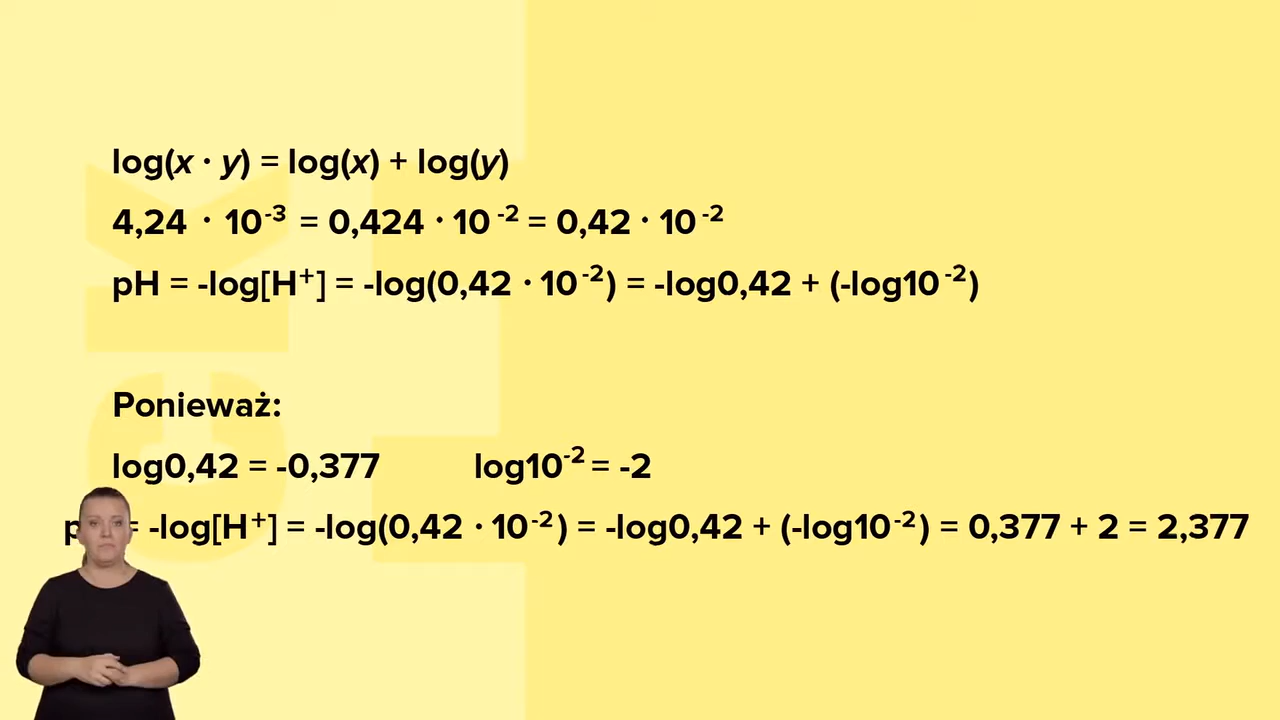 log(x · y) = log(x) + log(y)
4,24 · 10⁻³ = 0,424 · 10⁻² = 0,42 · 10⁻²
pH = -log[H⁺] = -log(0,42 · 10⁻²) = -log0,42 + (-log10⁻²)
Ponieważ:
log0,42 = -0,377 log10⁻² = -2
= -log[H⁺] = -log(0,42 · 10⁻²) = -log0,42 + (-log10⁻²) = 0,377 + 2 = 2,377